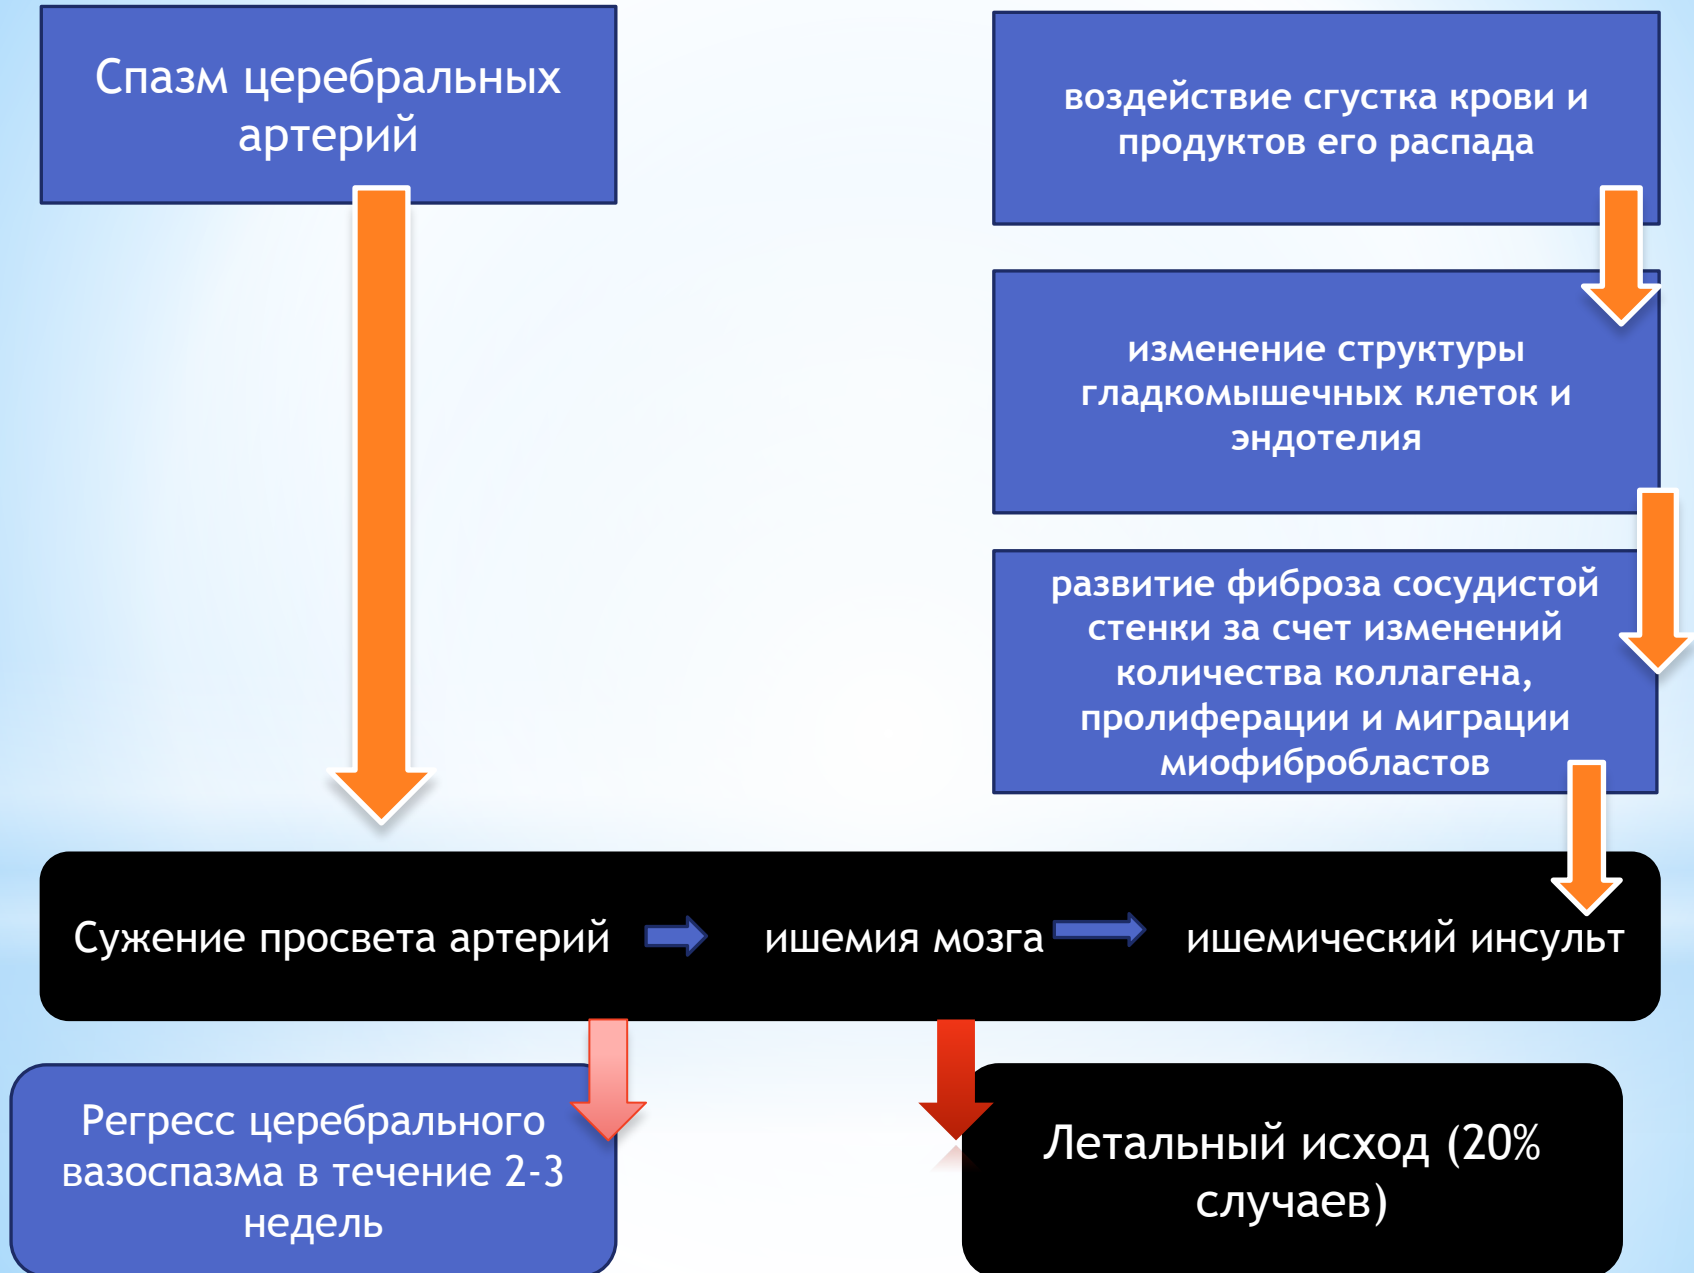 Спазм церебральных
артерий
воздействие сгустка крови и
продуктов его распада
изменение структуры
гладкомышечных клеток и
эндотелия
развитие фиброза сосудистой
стенки за счет изменений
количества коллагена,
пролиферации и миграции
миофибробластов
Сужение просвета артерий ишемия мозга ишемический инсульт
Регресс церебрального
вазоспазма в течение 2-3
недель
Летальный исход (20%
случаев)